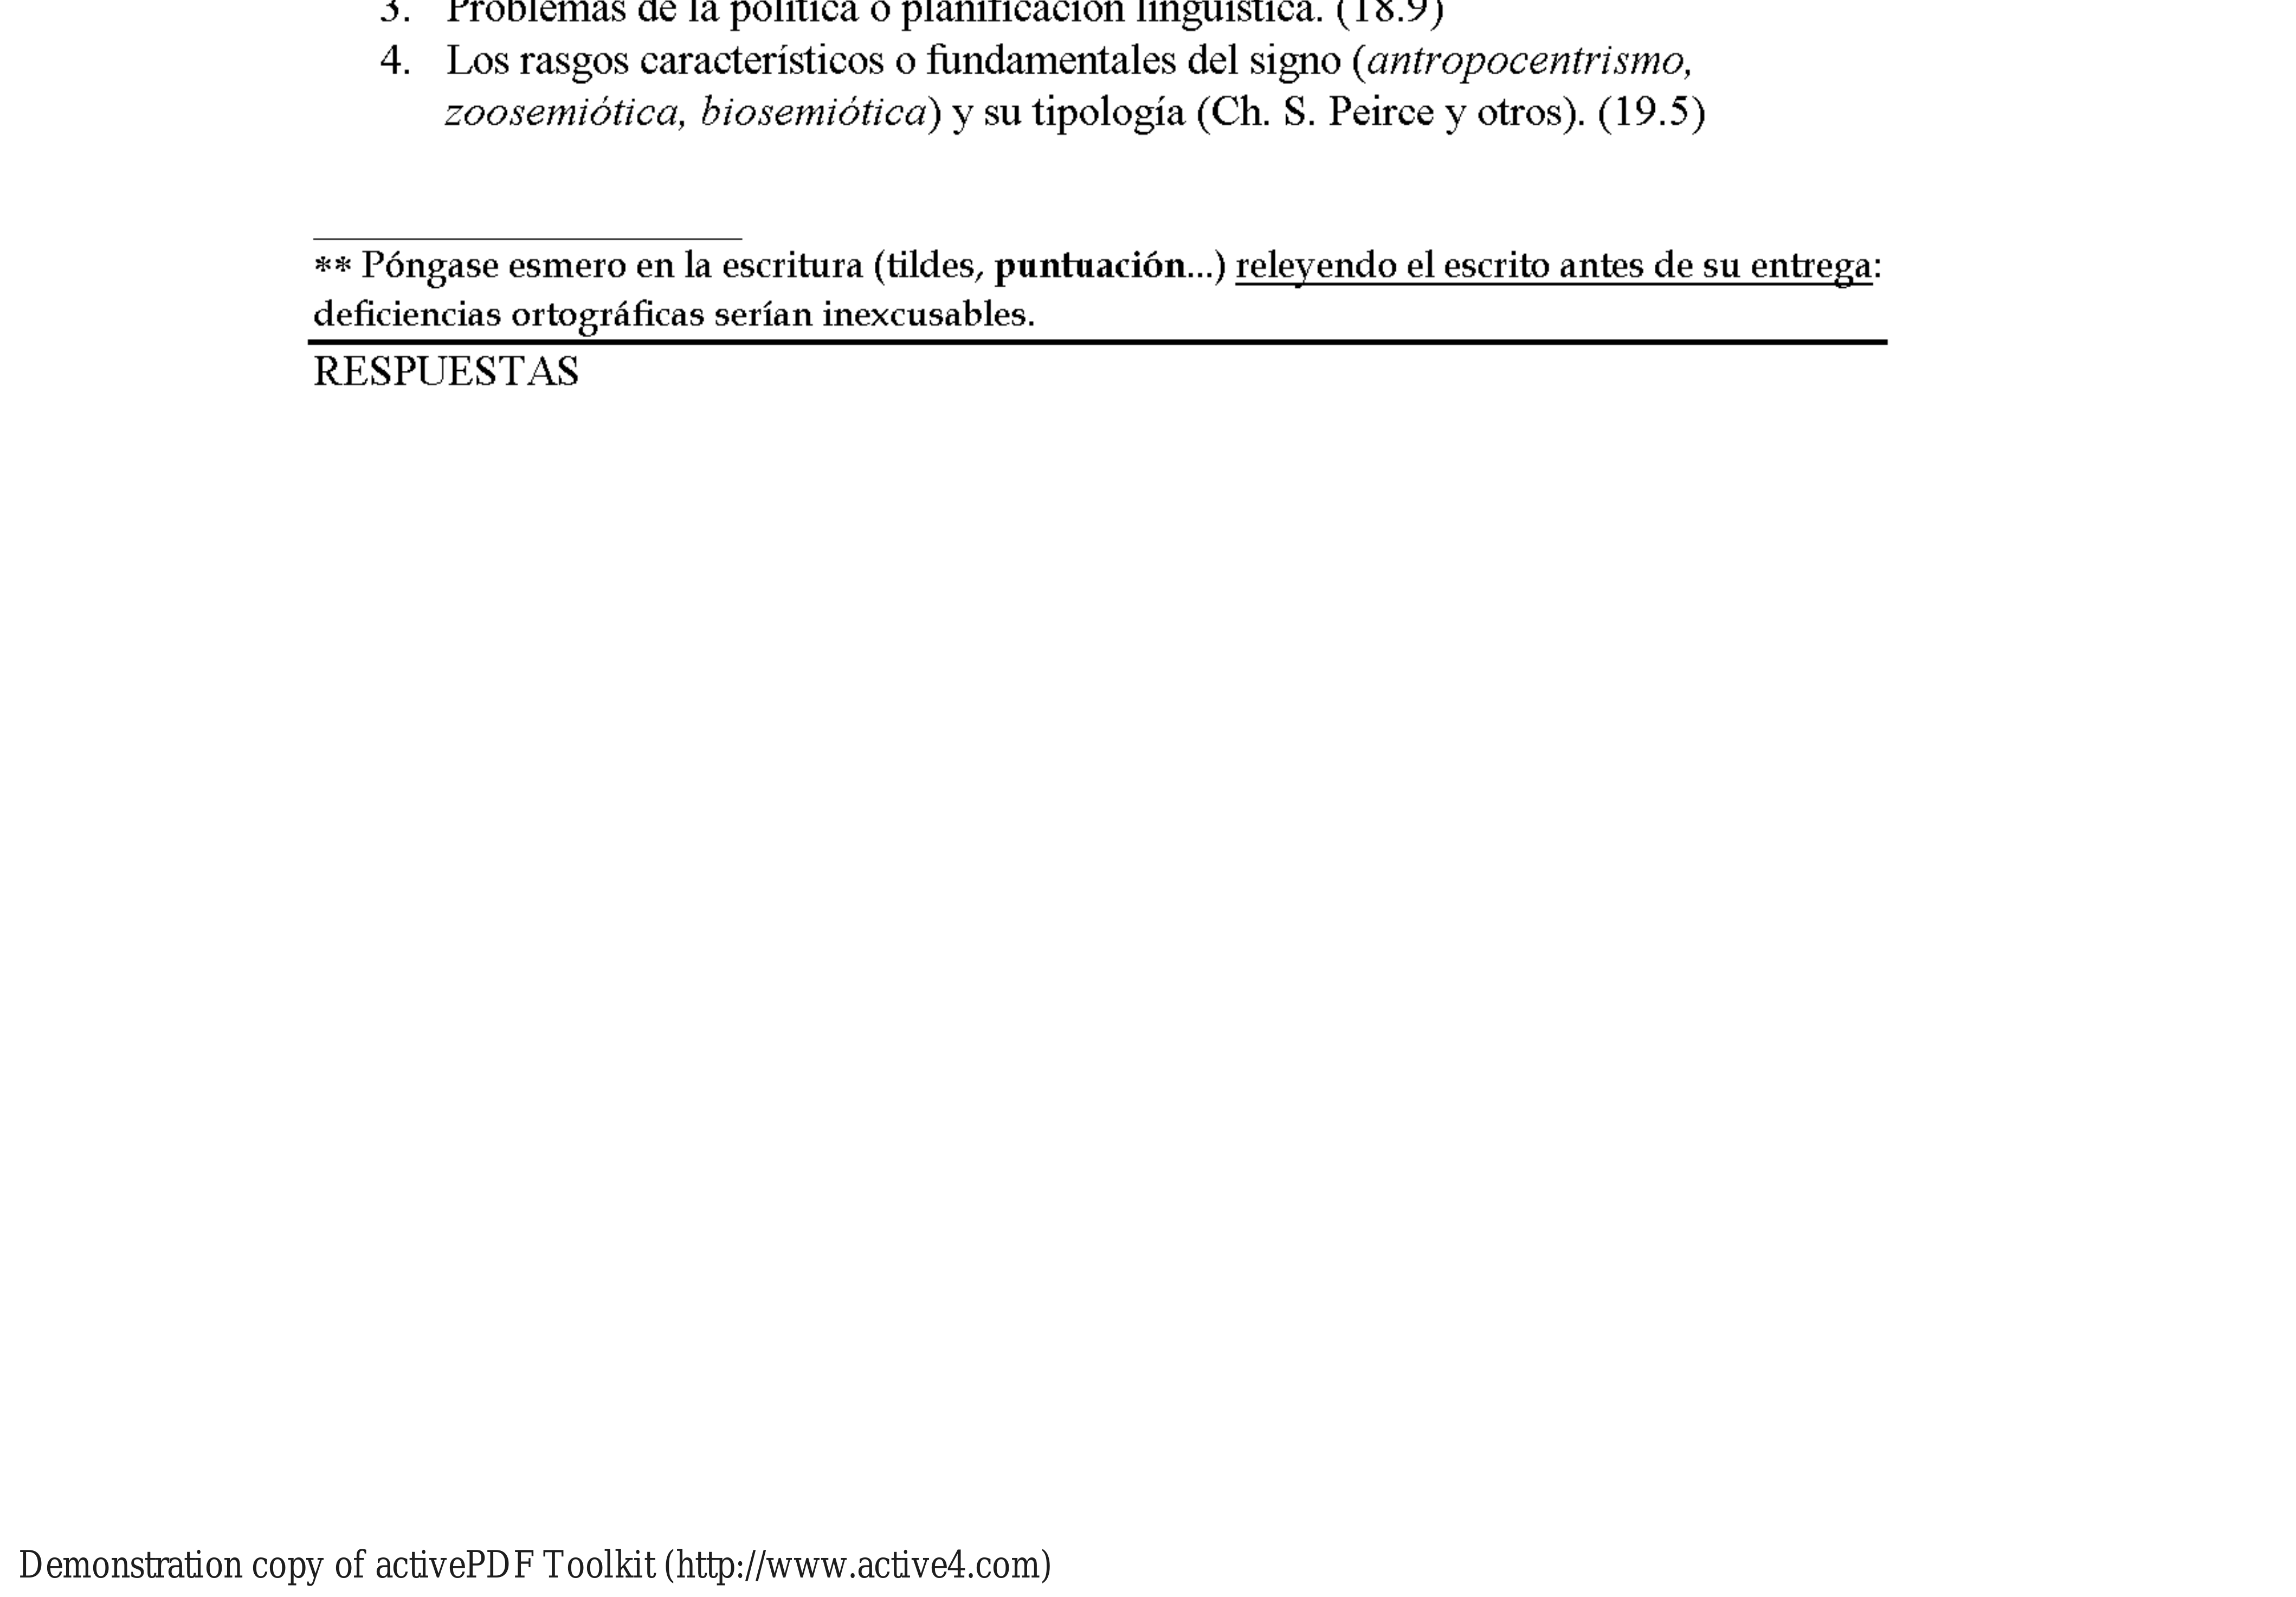 3. Problemas de la política o planificación lingüística. (18.9)
4. Los rasgos característicos o fundamentales del signo (antropocentrismo,
zoosemiótica, biosemiótica) y su tipología (Ch. S. Peirce y otros). (19.5)
** Póngase esmero en la escritura (tildes, puntuación...) releyendo el escrito antes de su entrega:
deficiencias ortográficas serían inexcusables.
RESPUESTAS
Demonstration copy of activePDF Toolkit (http://www.active4.com)